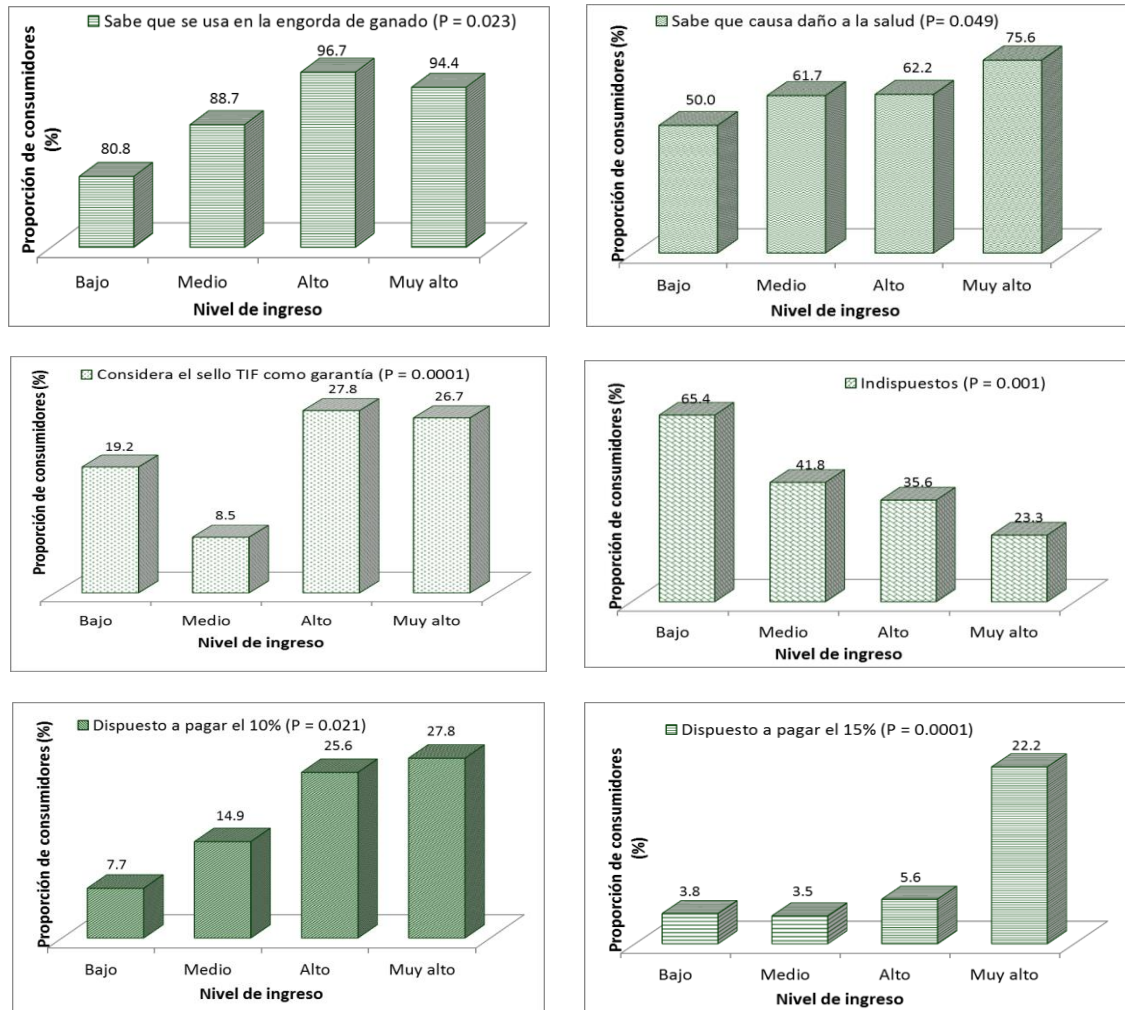 Sabe que se usa en la engorda de ganado (P = 0.023)
Proporción de consumidores
(%)
80.8
88.7
96.7
94.4
Bajo Medio Alto Muy alto
Nivel de ingreso
Sabe que causa daño a la salud (P= 0.049)
Proporción de consumidores (%)
50.0
61.7
62.2
75.6
Bajo Medio Alto Muy alto
Nivel de ingreso
Considera el sello TIF como garantía (P = 0.0001)
Proporción de consumidores (%)
19.2
8.5
27.8
26.7
Bajo Medio Alto Muy alto
Nivel de ingreso
Indispuestos (P = 0.001)
Proporción de consumidores (%)
65.4
41.8
35.6
23.3
Bajo Medio Alto Muy alto
Nivel de ingreso
Dispuesto a pagar el 10% (P = 0.021)
Proporción de consumidores (%)
7.7
14.9
25.6
27.8
Bajo Medio Alto Muy alto
Nivel de ingreso
Dispuesto a pagar el 15% (P = 0.0001)
Proporción de consumidores
(%)
3.8
3.5
5.6
22.2
Bajo Medio Alto Muy alto
Nivel de ingreso